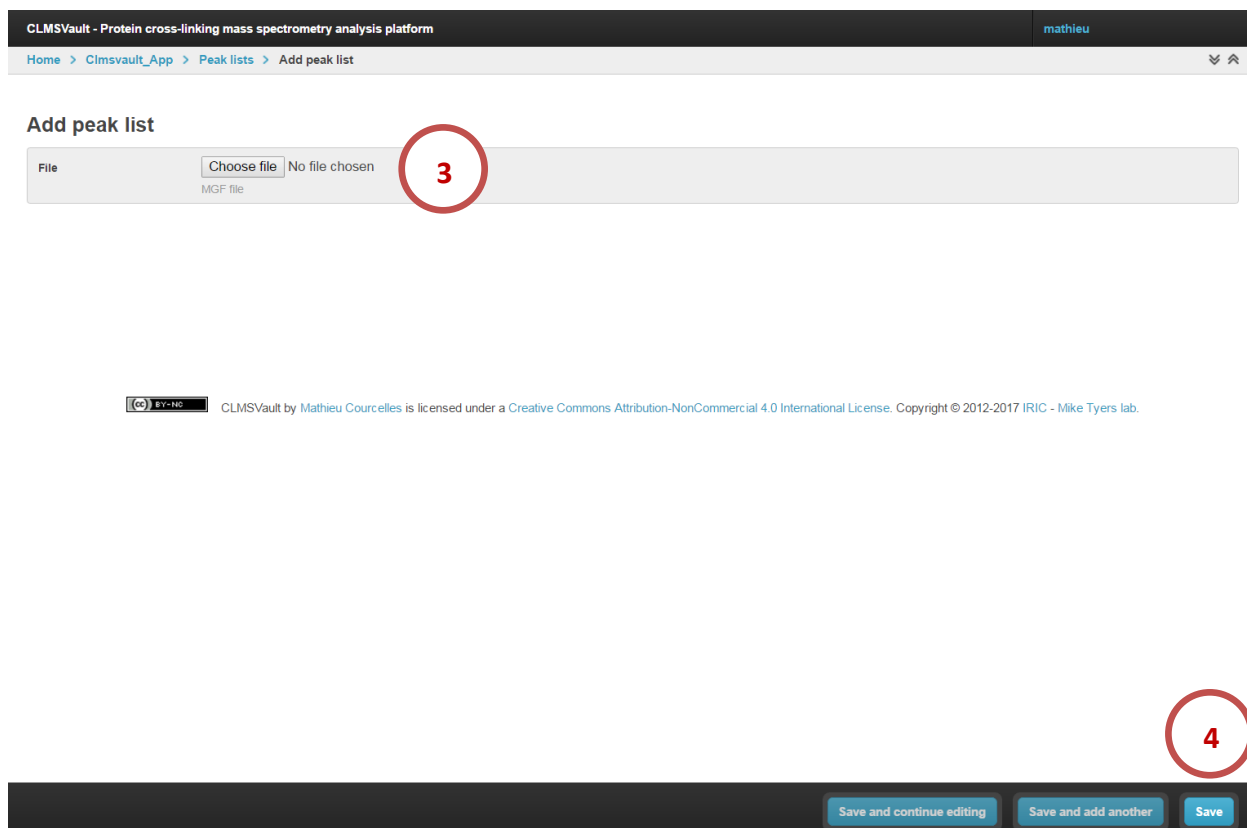 CLMSVault - Protein cross-linking mass spectrometry analysis platform mathieu
Home > Clmsvault_App > Peak lists > Add peak list
Add peak list
File Choose file No file chosen 3
MGF file
(cc) BY-NC CLMSVault by Mathieu Courcelles is licensed under a Creative Commons Attribution-NonCommercial 4.0 International License. Copyright © 2012-2017 IRIC - Mike Tyers lab.
4
Save and continue editing Save and add another Save